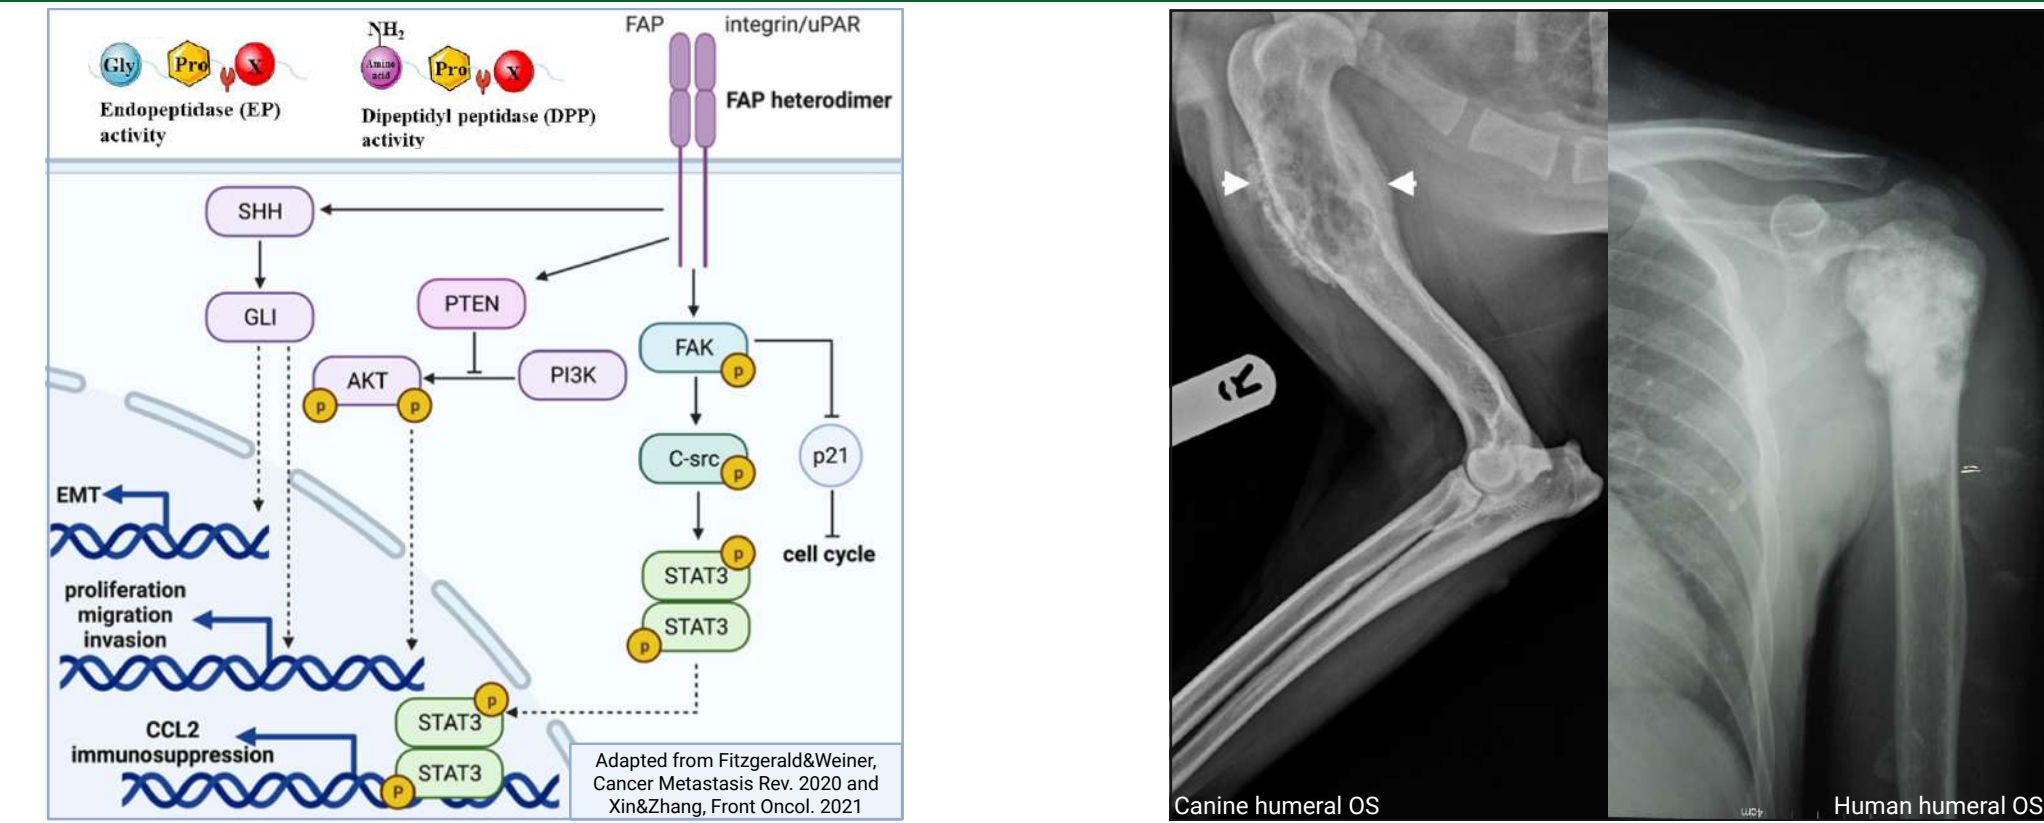 Gly
Pro
X
Endopeptidase (EP)
activity
NH₂
Amino
acid
Pro
X
Dipeptidyl peptidase (DPP)
activity
FAP
integrin/uPAR
FAP heterodimer
SHH
GLI
PTEN
AKT
p
p
PI3K
FAK
p
C-src
p
p21
cell cycle
STAT3
p
STAT3
p
EMT
proliferation
migration
invasion
CCL2
immunosuppression
STAT3
p
STAT3
P
Adapted from Fitzgerald&Weiner,
Cancer Metastasis Rev. 2020 and
Xin&Zhang, Front Oncol. 2021
R
Canine humeral OS
4cm
Human humeral OS